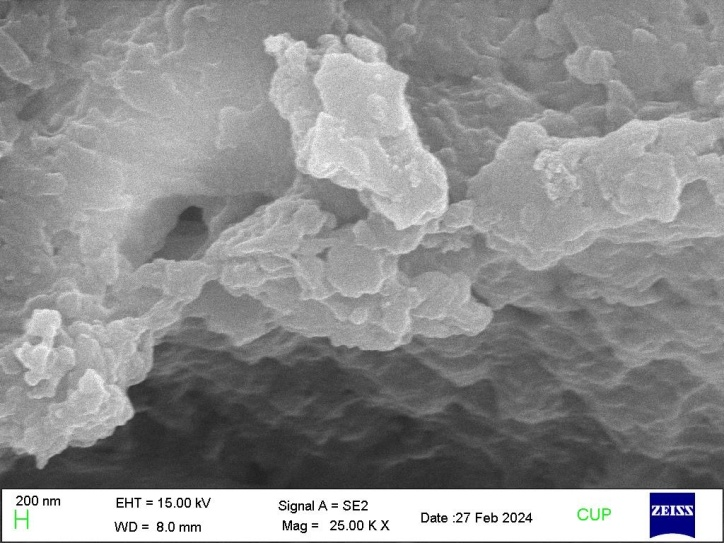 200 nm
H
EHT = 15.00 kV
WD = 8.0 mm
Signal A = SE2
Mag = 25.00 K X
Date :27 Feb 2024
CUP
ZEISS